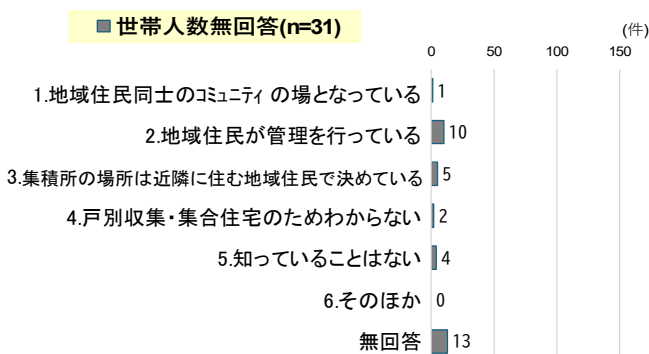 世帯人数無回答(n=31)
(件)
0 50 100 150
1.地域住民同士のコミュニティ の場となっている 1
2.地域住民が管理を行っている 10
3.集積所の場所は近隣に住む地域住民で決めている 5
4.戸別収集・集合住宅のためわからない 2
5.知っていることはない 4
6.そのほか 0
無回答 13